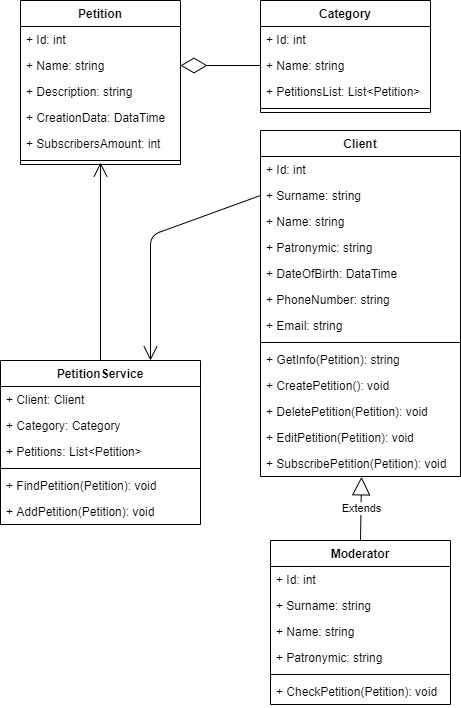 Petition
+ Id: int
+ Name: string
+ Description: string
+ CreationData: DataTime
+ SubscribersAmount: int
Category
+ Id: int
+ Name: string
+ PetitionsList: List<Petition>
Client
+ Id: int
+ Surname: string
+ Name: string
+ Patronymic: string
+ DateOfBirth: DataTime
+ PhoneNumber: string
+ Email: string
+ GetInfo(Petition): string
+ CreatePetition(): void
+ DeletePetition(Petition): void
+ EditPetition(Petition): void
+ SubscribePetition(Petition): void
PetitionService
+ Client: Client
+ Category: Category
+ Petitions: List<Petition>
+ FindPetition(Petition): void
+ AddPetition(Petition): void
Extends
Moderator
+ Id: int
+ Surname: string
+ Name: string
+ Patronymic: string
+ CheckPetition(Petition): void